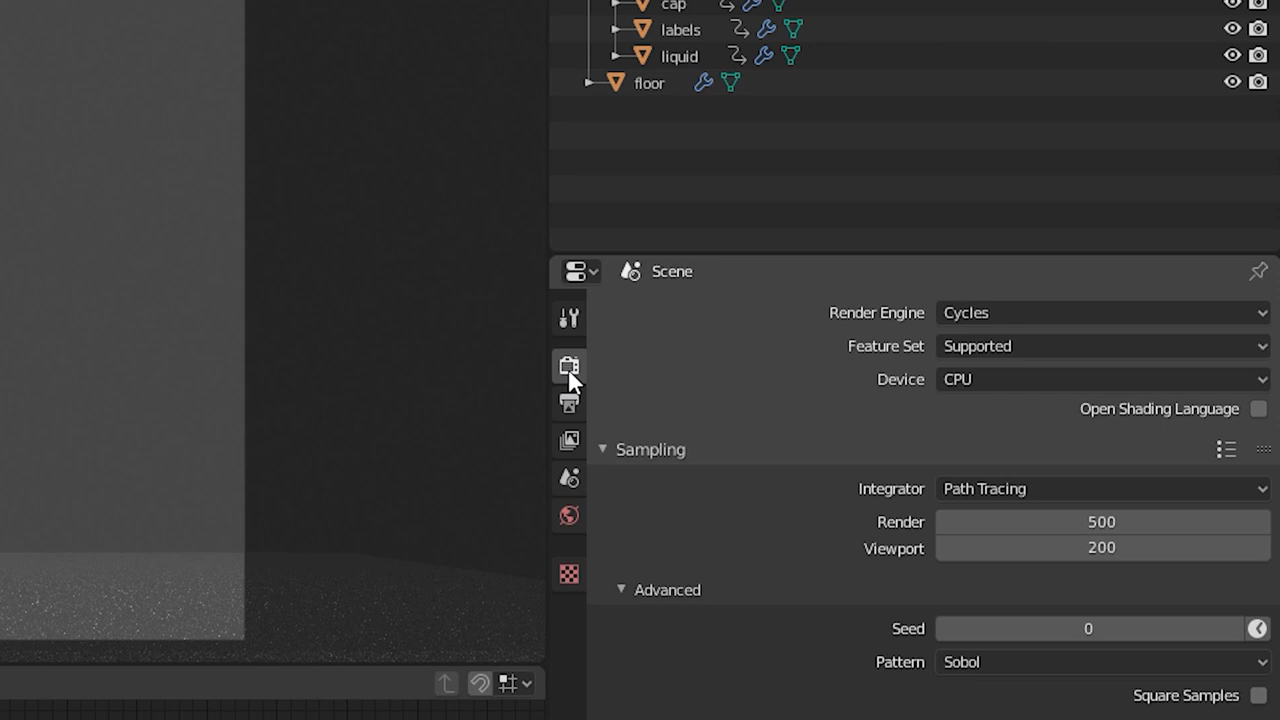 cap
labels
liquid
floor
Scene
Render Engine Cycles
Feature Set Supported
Device CPU
Open Shading Language
Sampling
Integrator Path Tracing
Render 500
Viewport 200
Advanced
Seed 0
Pattern Sobol
Square Samples